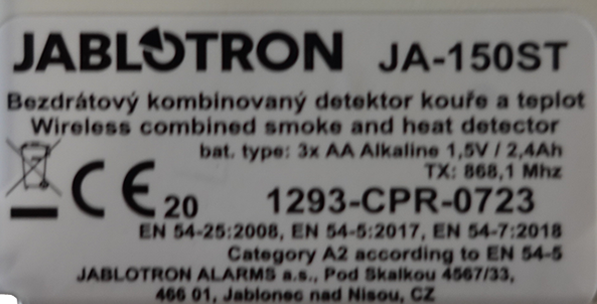 JABLOTRON JA-150ST
Bezdrátový kombinovaný detektor kouře a teplot
Wireless combined smoke and heat detector
bat. type: 3x AA Alkaline 1,5V / 2,4Ah
TX: 868,1 Mhz
CE 20 1293-CPR-0723
EN 54-25:2008, EN 54-5:2017, EN 54-7:2018
Category A2 according to EN 54-5
JABLOTRON ALARMS a.s., Pod Skalkou 4567/33,
466 01, Jablonec nad Nisou, CZ